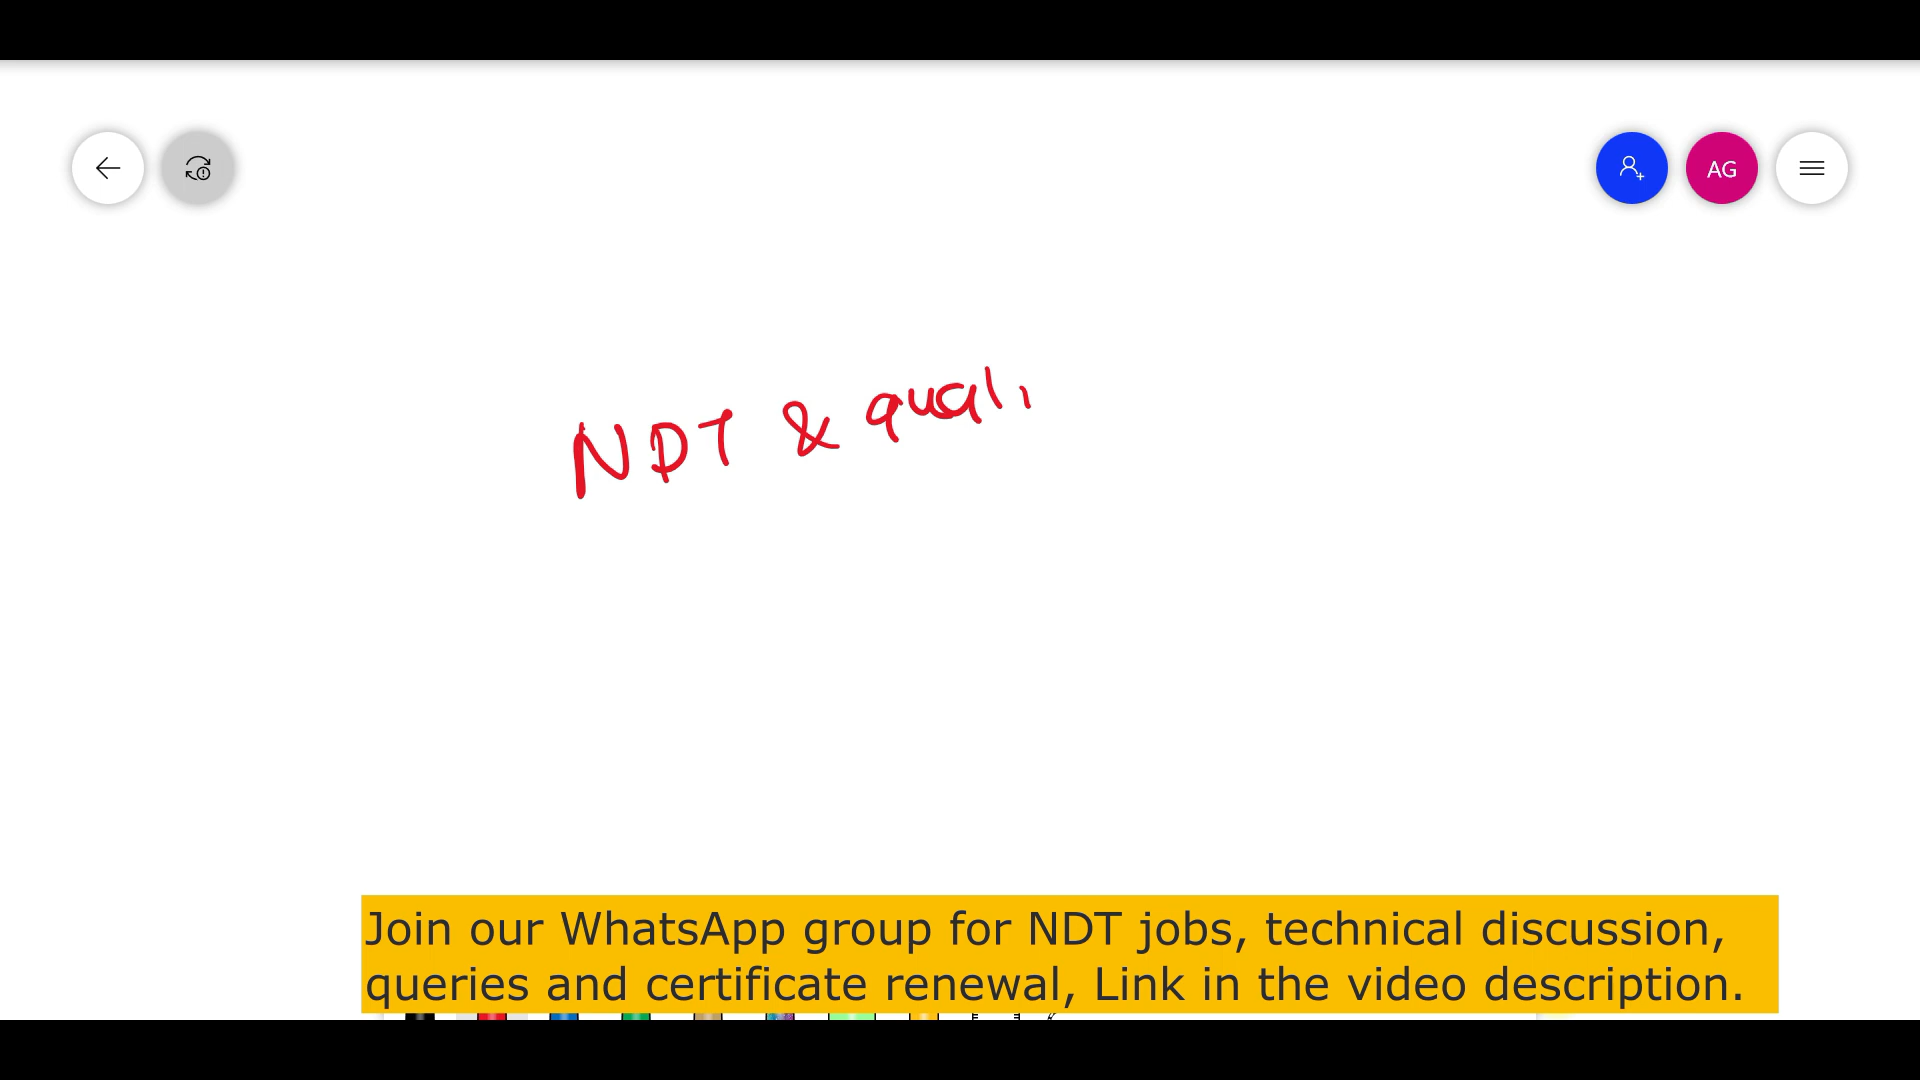 AG
NDT & quali
Join our WhatsApp group for NDT jobs, technical discussion,
queries and certificate renewal, Link in the video description.